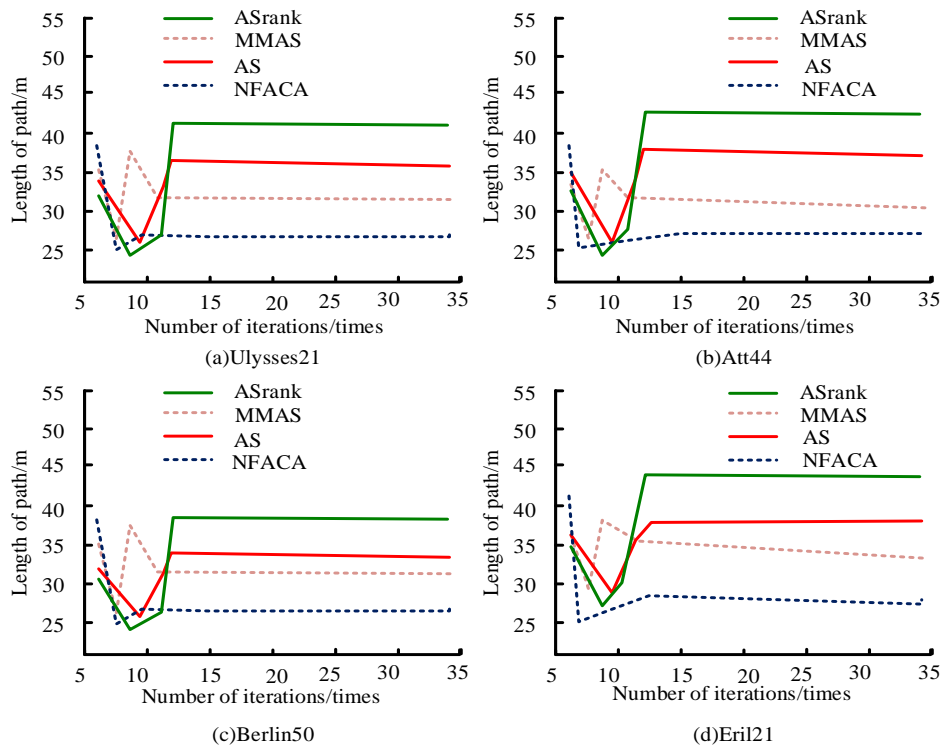 55
50
45
40
35
30
25
Length of path/m
ASrank
MMAS
AS
NFACA
5 10 15 20 25 30 35
Number of iterations/times
(a)Ulysses21
55
50
45
40
35
30
25
Length of path/m
ASrank
MMAS
AS
NFACA
5 10 15 20 25 30 35
Number of iterations/times
(b)Att44
55
50
45
40
35
30
25
Length of path/m
ASrank
MMAS
AS
NFACA
5 10 15 20 25 30 35
Number of iterations/times
(c)Berlin50
55
50
45
40
35
30
25
Length of path/m
ASrank
MMAS
AS
NFACA
5 10 15 20 25 30 35
Number of iterations/times
(d)Eril21